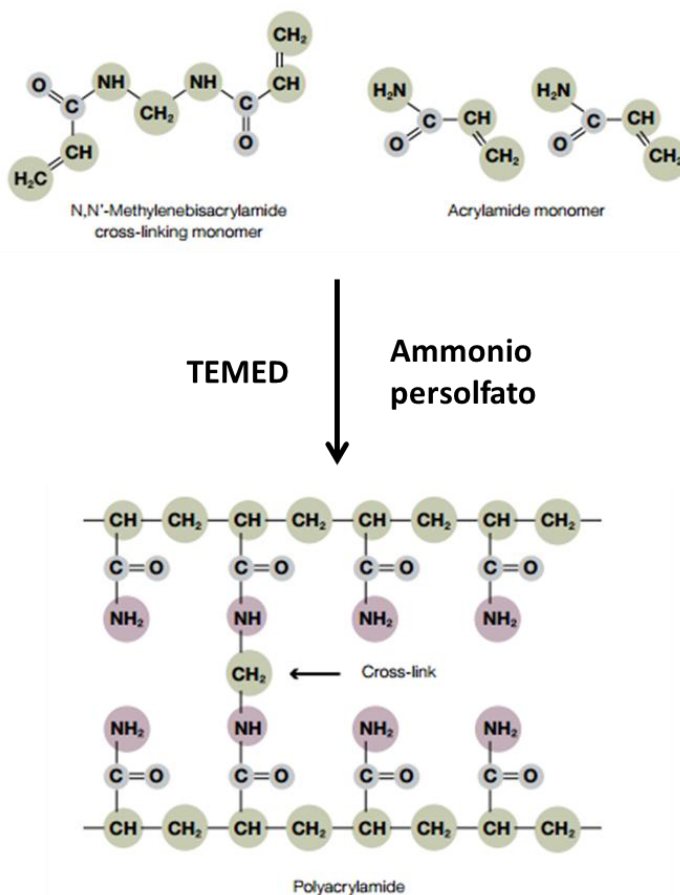 CH₂
O NH NH CH
C CH₂ C
CH O
H₂C
N,N'-Methylenebisacrylamide
cross-linking monomer
H₂N CH
C
O CH₂
H₂N CH
C
O CH₂
Acrylamide monomer
TEMED
Ammonio
persolfato
CH CH₂ CH CH₂ CH CH₂ CH CH₂
C=O C=O C=O C=O
NH₂ NH NH₂ NH₂
CH₂ Cross-link
NH₂ NH NH₂ NH₂
C=O C=O C=O C=O
CH CH₂ CH CH₂ CH CH₂ CH CH₂
Polyacrylamide